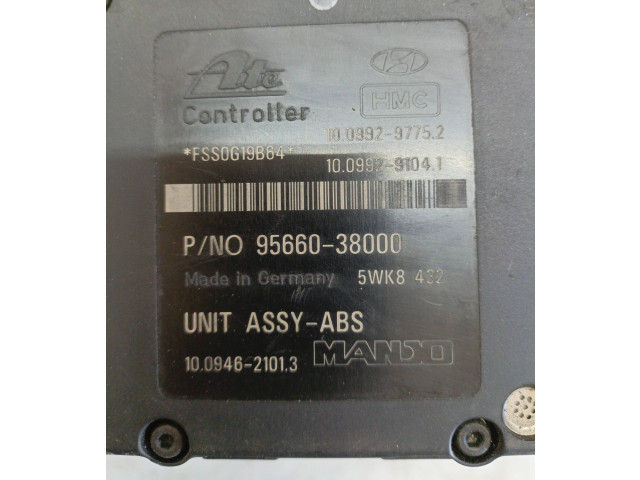 Ate
Controller
HMC
10.0992-9775.2
*FSS0G19B64*
10.0992-9104.1
P/NO 95660-38000
Made in Germany 5WK8 432
UNIT ASSY-ABS
10.0946-2101.3 MANDO